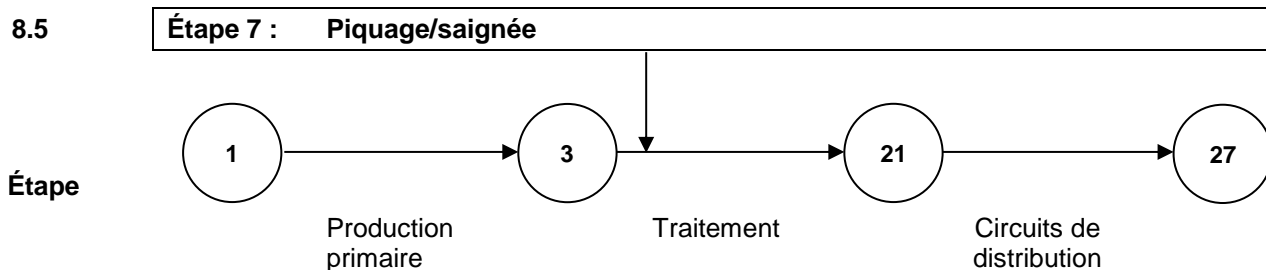 8.5 Étape 7 : Piquage/saignée
1 3 21 27
Étape
Production primaire
Traitement
Circuits de distribution